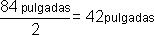 84 pulgadas
2
= 42pulgadas